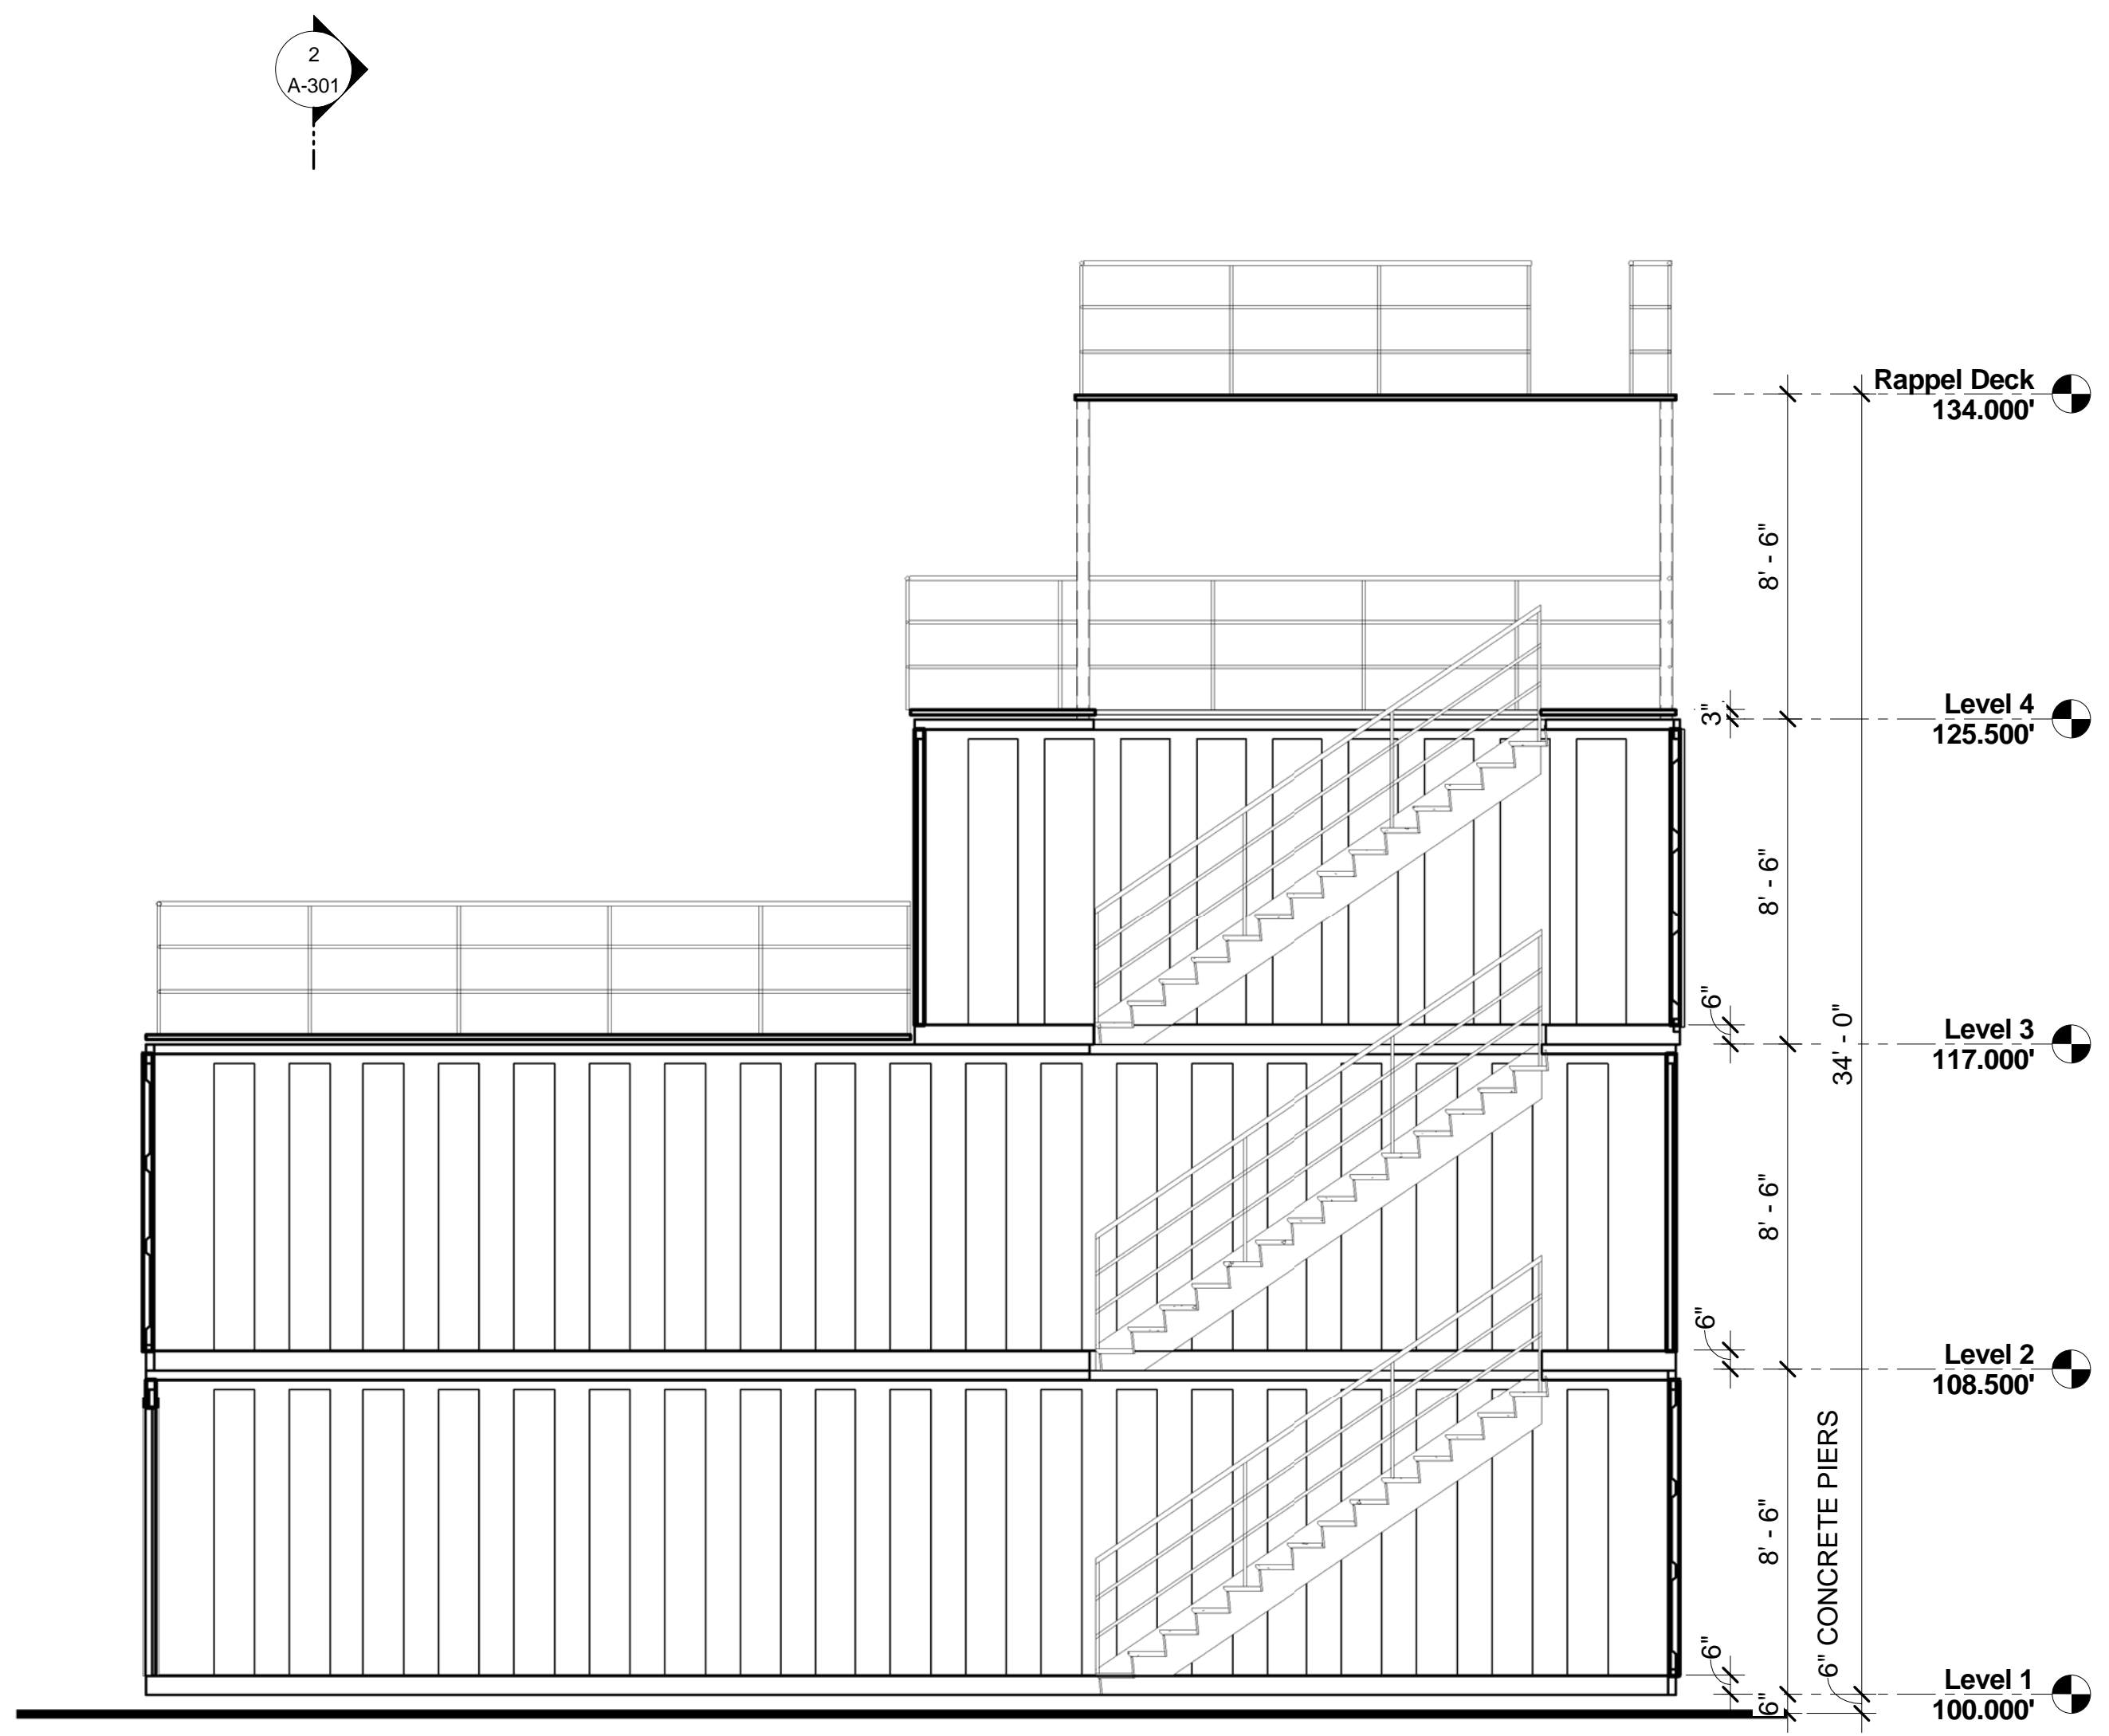 2
A-301
Rappel Deck
134.000'
8' - 6"
Level 4
125.500'
3"
8' - 6"
6"
34' - 0"
Level 3
117.000'
8' - 6"
6"
Level 2
108.500'
8' - 6"
6" CONCRETE PIERS
6"
6"
Level 1
100.000'